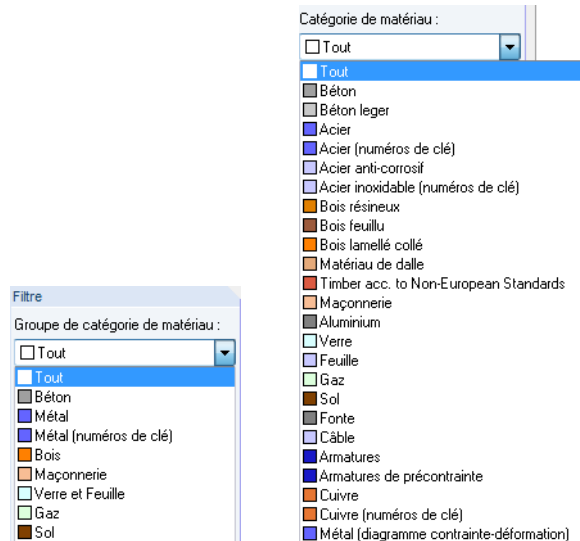 Filtre
Groupe de catégorie de matériau :
Tout
Tout
Béton
Métal
Métal (numéros de clé)
Bois
Maçonnerie
Verre et Feuille
Gaz
Sol
Catégorie de matériau :
Tout
Tout
Béton
Béton leger
Acier
Acier (numéros de clé)
Acier anti-corrosif
Acier inoxidable (numéros de clé)
Bois résineux
Bois feuillu
Bois lamellé collé
Matériau de dalle
Timber acc. to Non-European Standards
Maçonnerie
Aluminium
Verre
Feuille
Gaz
Sol
Fonte
Câble
Armatures
Armatures de précontrainte
Cuivre
Cuivre (numéros de clé)
Métal (diagramme contrainte-déformation)